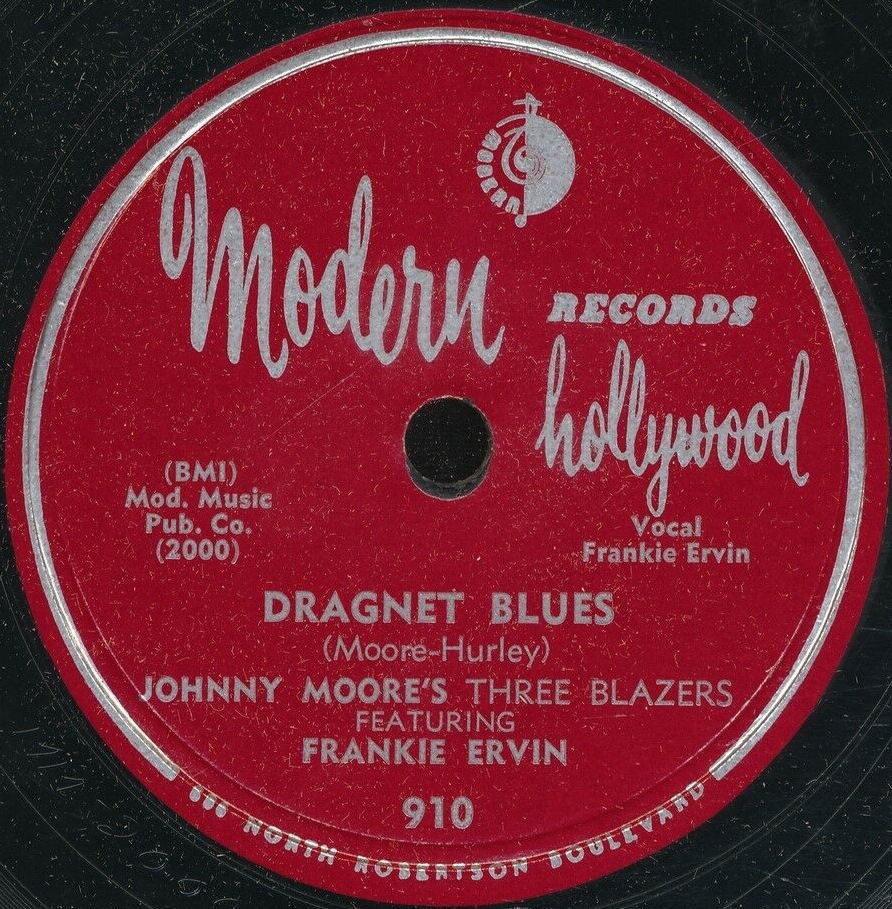 MODERN
Modern
RECORDS
hollywood
(BMI)
Mod. Music
Pub. Co.
(2000)
Vocal
Frankie Ervin
DRAGNET BLUES
(Moore-Hurley)
JOHNNY MOORE'S THREE BLAZERS
FEATURING
FRANKIE ERVIN
910
NORTH ROBERTSON BOULEVARD